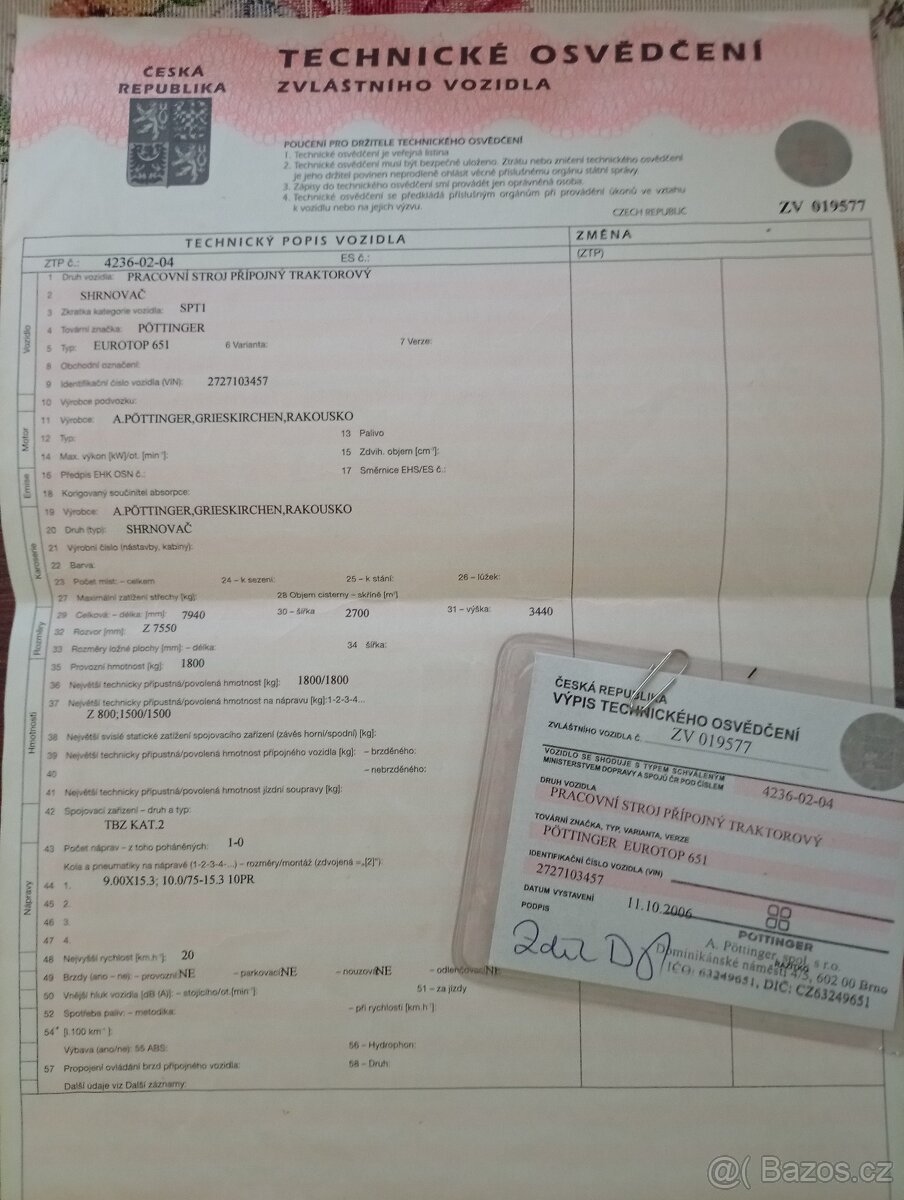 ČESKÁ REPUBLIKA
TECHNICKÉ OSVĚDČENÍ
ZVLÁŠTNÍHO VOZIDLA
POUČENÍ PRO DRŽITELE TECHNICKÉHO OSVĚDČENÍ
1. Technické osvědčení je veřejná listina
2. Technické osvědčení musí být bezpečně uloženo. Ztrátu nebo zničení technického osvědčení
je jeho držitel povinen neprodleně ohlásit věcně příslušnému orgánu státní správy.
3. Zápisy do technického osvědčení smí provádět jen oprávněná osoba.
4. Technické osvědčení se předkládá příslušným orgánům při provádění úkonů ve vztahu
k vozidlu nebo na jejich výzvu.
CZECH REPUBLIC
ZV 019577
TECHNICKÝ POPIS VOZIDLA
ZMĚNA
ZTP č.: 4236-02-04 ES č.:
(ZTP)
Vozidlo
1 Druh vozidla: PRACOVNÍ STROJ PŘÍPOJNÝ TRAKTOROVÝ
2 SHRNOVAČ
3 Zkratka kategorie vozidla: SPT1
4 Tovární značka: PÖTTINGER
5 Typ: EUROTOP 651 6 Varianta: 7 Verze:
8 Obchodní označení:
9 Identifikační číslo vozidla (VIN): 2727103457
10 Výrobce podvozku:
Motor
11 Výrobce: A.PÖTTINGER,GRIESKIRCHEN,RAKOUSKO
12 Typ: 13 Palivo
14 Max. výkon [kW]/ot. [min⁻¹]: 15 Zdvih. objem [cm³]:
Emise
16 Předpis EHK OSN č.: 17 Směrnice EHS/ES č.:
18 Korigovaný součinitel absorpce:
Karoserie
19 Výrobce: A.PÖTTINGER,GRIESKIRCHEN,RAKOUSKO
20 Druh (typ): SHRNOVAČ
21 Výrobní číslo (nástavby, kabiny):
22 Barva:
23 Počet míst: – celkem 24 – k sezení: 25 – k stání: 26 – lůžek:
27 Maximální zatížení střechy [kg]: 28 Objem cisterny – skříně [m³]
Rozměry
29 Celková: – délka: [mm]: 7940 30 – šířka 2700 31 – výška: 3440
32 Rozvor [mm]: Z 7550
33 Rozměry ložné plochy [mm]: – délka: 34 šířka:
Hmotnosti
35 Provozní hmotnost [kg]: 1800
36 Největší technicky přípustná/povolená hmotnost [kg]: 1800/1800
37 Největší technicky přípustná/povolená hmotnost na nápravu [kg]:1-2-3-4...
Z 800;1500/1500
38 Největší svislé statické zatížení spojovacího zařízení (závěs horní/spodní) [kg]:
39 Největší technicky přípustná/povolená hmotnost přípojného vozidla [kg]: – brzděného:
40 – nebrzděného:
41 Největší technicky přípustná/povolená hmotnost jízdní soupravy [kg]:
42 Spojovací zařízení – druh a typ:
TBZ KAT.2
Nápravy
43 Počet náprav – z toho poháněných: 1-0
Kola a pneumatiky na nápravě (1-2-3-4-...) – rozměry/montáž (zdvojená =„[2]"):
44 1. 9.00X15.3; 10.0/75-15.3 10PR
45 2.
46 3.
47 4.
48 Nejvyšší rychlost [km.h⁻¹]: 20
49 Brzdy (ano – ne): – provozní: NE – parkovací: NE – nouzová: NE – odlehčovací: NE
50 Vnější hluk vozidla [dB (A)]: – stojícího/ot.[min⁻¹]: 51 – za jízdy
52 Spotřeba paliv: – metodika: – při rychlosti [km.h⁻¹]:
54 [l.100 km⁻¹]:
Výbava (ano/ne): 55 ABS: 56 – Hydrophon:
57 Propojení ovládání brzd přípojného vozidla: 58 – Druh:
Další údaje viz Další záznamy:
ČESKÁ REPUBLIKA
VÝPIS TECHNICKÉHO OSVĚDČENÍ
ZVLÁŠTNÍHO VOZIDLA Č. ZV 019577
VOZIDLO SE SHODUJE S TYPEM SCHVÁLENÝM
MINISTERSTVEM DOPRAVY A SPOJŮ ČR POD ČÍSLEM 4236-02-04
DRUH VOZIDLA
PRACOVNÍ STROJ PŘÍPOJNÝ TRAKTOROVÝ
TOVÁRNÍ ZNAČKA, TYP, VARIANTA, VERZE
PÖTTINGER EUROTOP 651
IDENTIFIKAČNÍ ČÍSLO VOZIDLA (VIN)
2727103457
DATUM VYSTAVENÍ 11.10.2006
PODPIS
PÖTTINGER
A. Pöttinger, spol. s r.o.
RAZÍTKO
Dominikánské náměstí 4/5, 602 00 Brno
IČO: 63249651, DIČ: CZ63249651
@( Bazos.cz